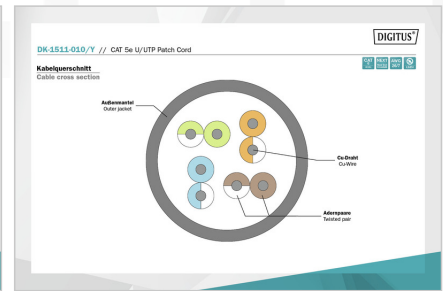 DIGITUS®
DK-1511-010/Y // CAT 5e U/UTP Patch Cord
Kabelquerschnitt
Cable cross section
Außenmantel
Outer jacket
Cu-Draht
Cu-Wire
Adernpaare
Twisted pair